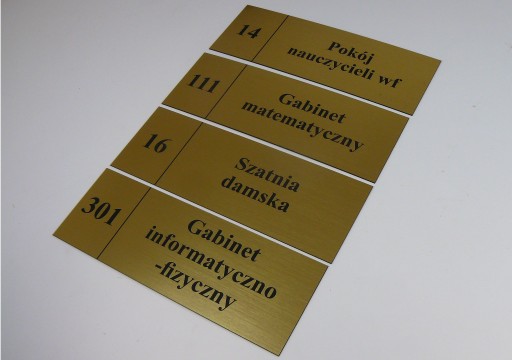 14
Pokój
nauczycieli wf
111
Gabinet
matematyczny
16
Szatnia
damska
301
Gabinet
informatyczno
-fizyczny